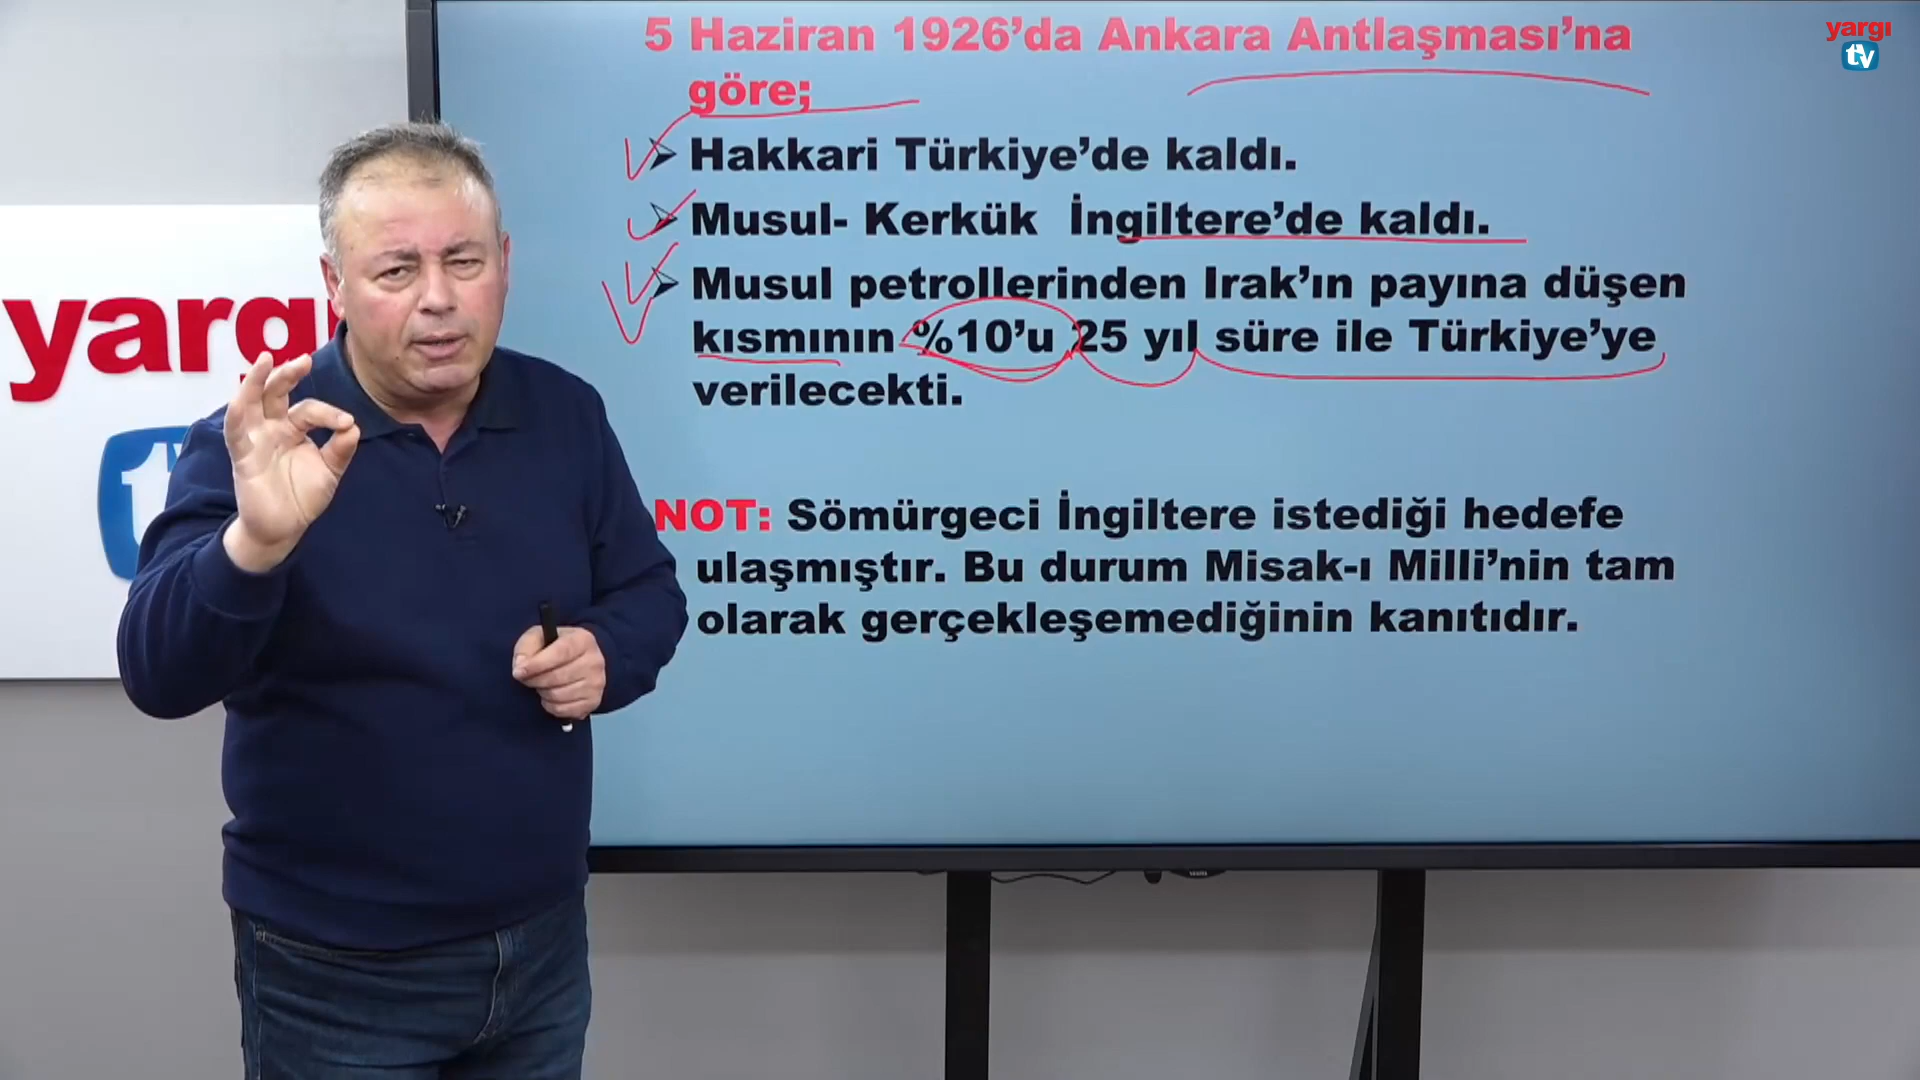 5 Haziran 1926’da Ankara Antlaşması’na
göre;
Hakkari Türkiye’de kaldı.
Musul- Kerkük İngiltere’de kaldı.
Musul petrollerinden Irak’ın payına düşen
kısmının %10’u 25 yıl süre ile Türkiye’ye
verilecekti.
NOT: Sömürgeci İngiltere istediği hedefe
ulaşmıştır. Bu durum Misak-ı Milli’nin tam
olarak gerçekleşemediğinin kanıtıdır.
yargı
tv
yargı
tv